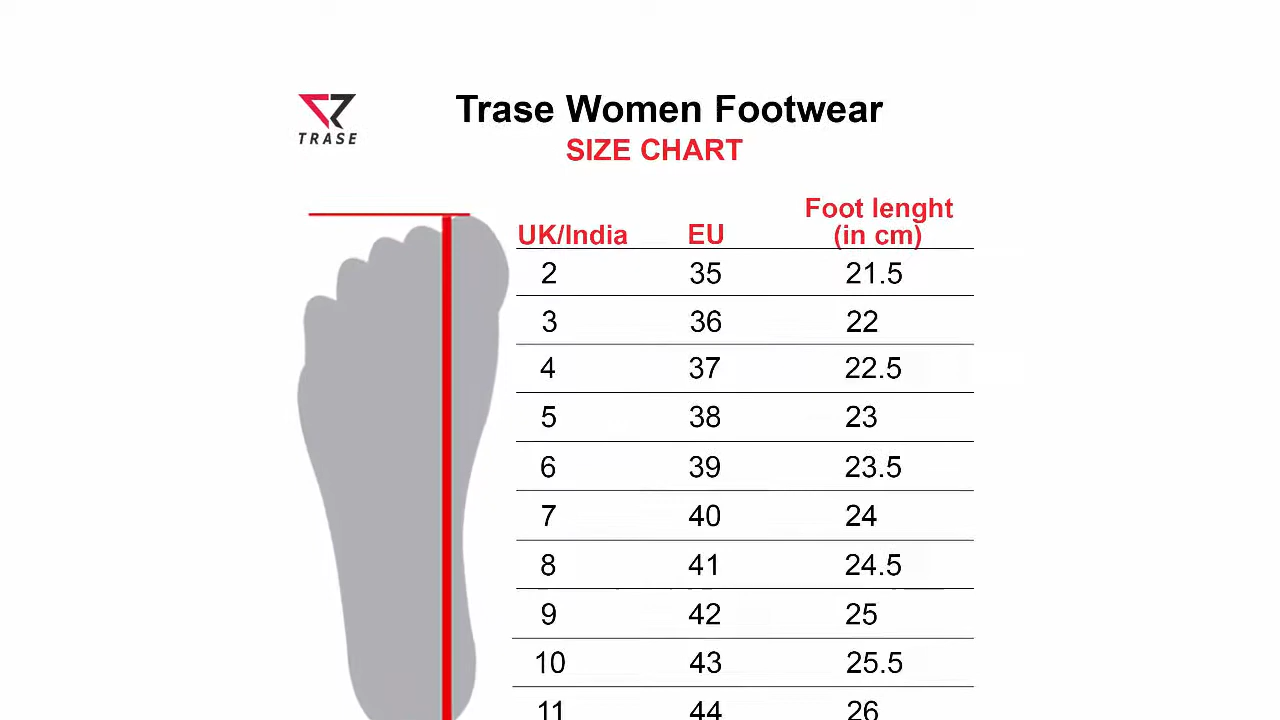 TRASE
Trase Women Footwear
SIZE CHART
UK/India EU Foot lenght (in cm)
2 35 21.5
3 36 22
4 37 22.5
5 38 23
6 39 23.5
7 40 24
8 41 24.5
9 42 25
10 43 25.5
11 44 26